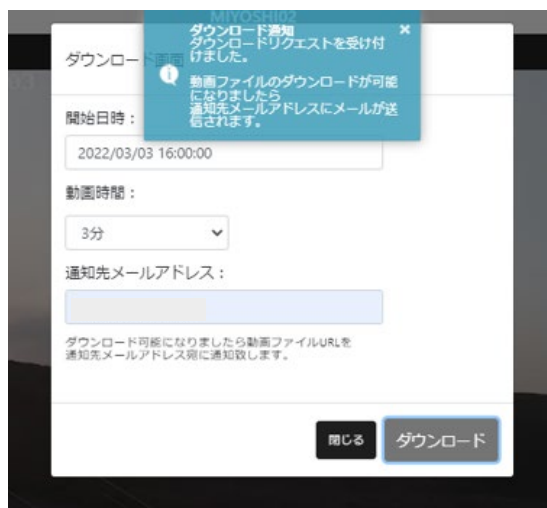 MIYOSHI02
ダウンロード通知
ダウンロードリクエストを受け付
けました。
動画ファイルのダウンロードが可能
になりましたら
通知先メールアドレスにメールが送
信されます。
×
ダウンロード画面
03
開始日時：
2022/03/03 16:00:00
動画時間：
3分
通知先メールアドレス：
ダウンロード可能になりましたら動画ファイルURLを
通知先メールアドレス宛に通知致します。
閉じる
ダウンロード